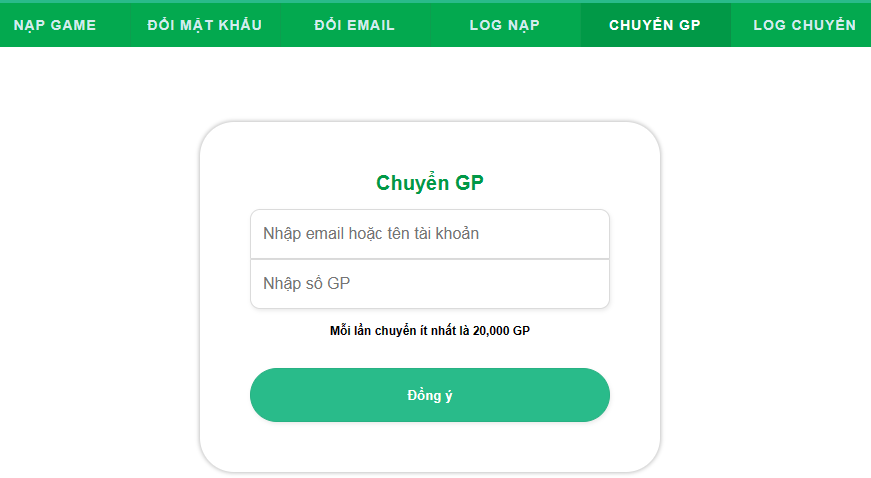 NẠP GAME ĐỔI MẬT KHẨU ĐỔI EMAIL LOG NẠP CHUYỂN GP LOG CHUYỂN
Chuyển GP
Nhập email hoặc tên tài khoản
Nhập số GP
Mỗi lần chuyển ít nhất là 20,000 GP
Đồng ý